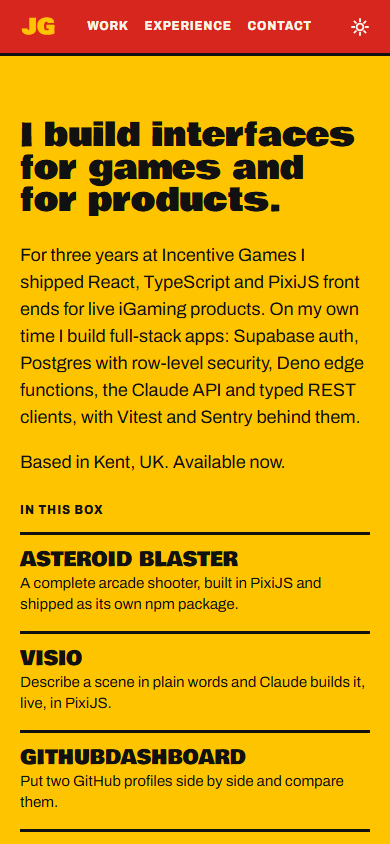 JG WORK EXPERIENCE CONTACT
I build interfaces
for games and
for products.
For three years at Incentive Games I
shipped React, TypeScript and PixiJS front
ends for live iGaming products. On my own
time I build full-stack apps: Supabase auth,
Postgres with row-level security, Deno edge
functions, the Claude API and typed REST
clients, with Vitest and Sentry behind them.
Based in Kent, UK. Available now.
IN THIS BOX
ASTEROID BLASTER
A complete arcade shooter, built in PixiJS and
shipped as its own npm package.
VISIO
Describe a scene in plain words and Claude builds it,
live, in PixiJS.
GITHUBDASHBOARD
Put two GitHub profiles side by side and compare
them.